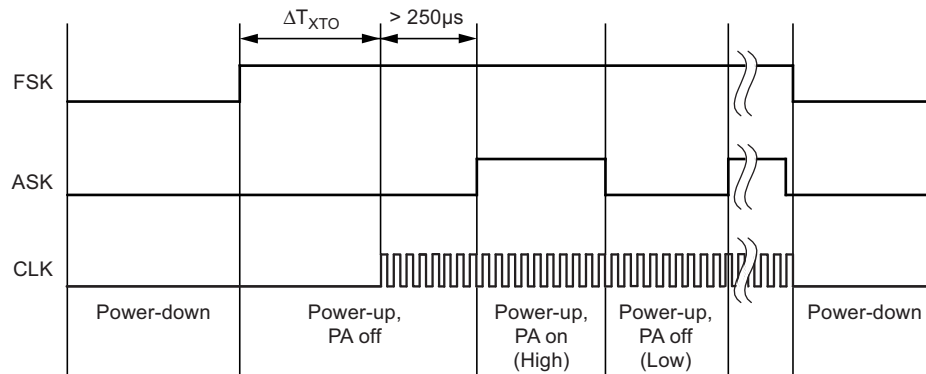 ΔT_XTO
> 250µs
FSK
ASK
CLK
Power-down
Power-up,
PA off
Power-up,
PA on
(High)
Power-up,
PA off
(Low)
Power-down